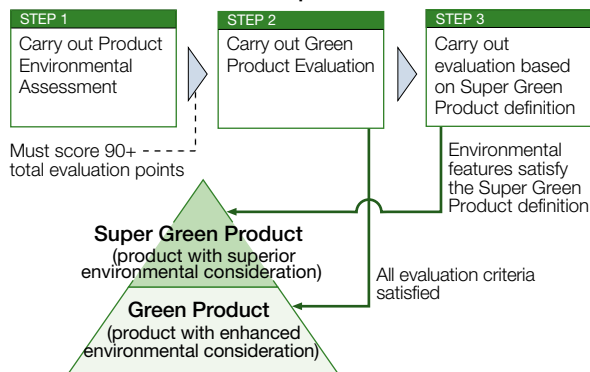 STEP 1
Carry out Product
Environmental
Assessment
STEP 2
Carry out Green
Product Evaluation
STEP 3
Carry out
evaluation based
on Super Green
Product definition
Must score 90+
total evaluation points
Environmental
features satisfy
the Super Green
Product definition
Super Green Product
(product with superior
environmental consideration)
All evaluation criteria
satisfied
Green Product
(product with enhanced
environmental consideration)